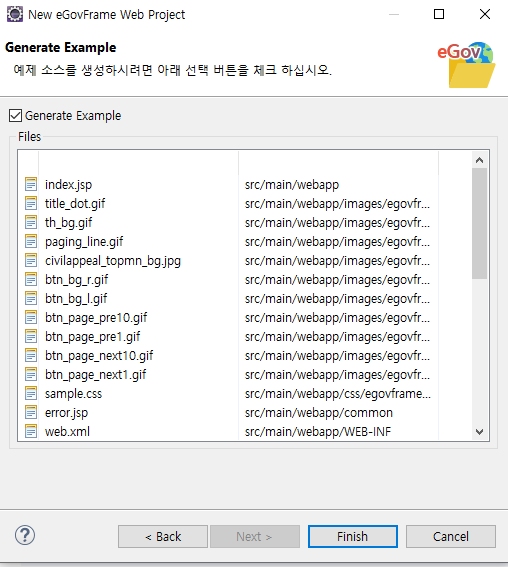 New eGovFrame Web Project
Generate Example
예제 소스를 생성하시려면 아래 선택 버튼을 체크 하십시오.
eGov
Generate Example
Files
index.jsp src/main/webapp
title_dot.gif src/main/webapp/images/egovfr...
th_bg.gif src/main/webapp/images/egovfr...
paging_line.gif src/main/webapp/images/egovfr...
civilappeal_topmn_bg.jpg src/main/webapp/images/egovfr...
btn_bg_r.gif src/main/webapp/images/egovfr...
btn_bg_l.gif src/main/webapp/images/egovfr...
btn_page_pre10.gif src/main/webapp/images/egovfr...
btn_page_pre1.gif src/main/webapp/images/egovfr...
btn_page_next10.gif src/main/webapp/images/egovfr...
btn_page_next1.gif src/main/webapp/images/egovfr...
sample.css src/main/webapp/css/egovframe...
error.jsp src/main/webapp/common
web.xml src/main/webapp/WEB-INF
? < Back Next > Finish Cancel